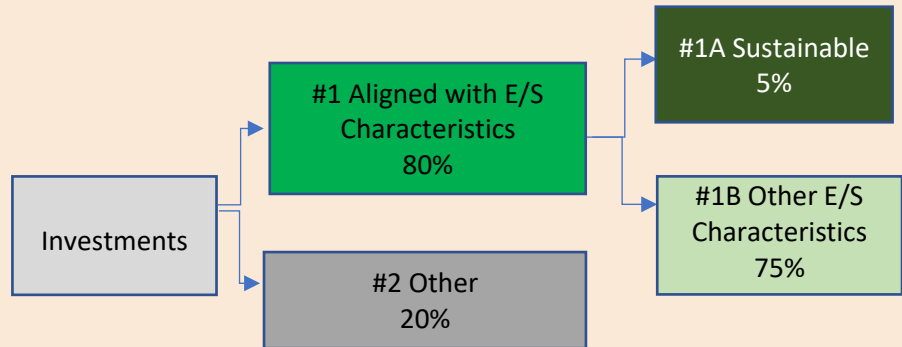 Investments
#1 Aligned with E/S
Characteristics
80%
#2 Other
20%
#1A Sustainable
5%
#1B Other E/S
Characteristics
75%